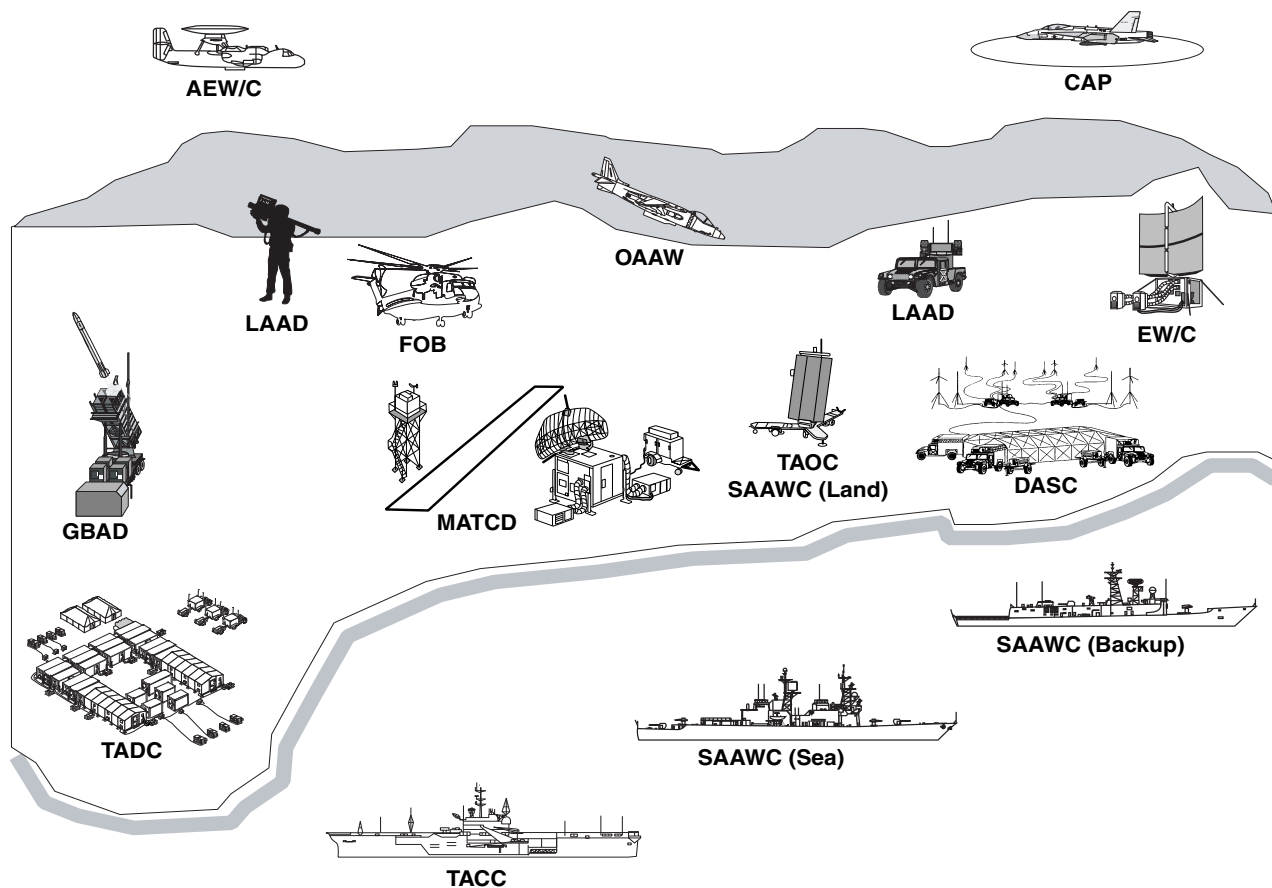 AEW/C
CAP
OAAW
LAAD
LAAD
FOB
EW/C
TAOC
SAAWC (Land)
DASC
GBAD
MATCD
SAAWC (Backup)
TADC
SAAWC (Sea)
TACC